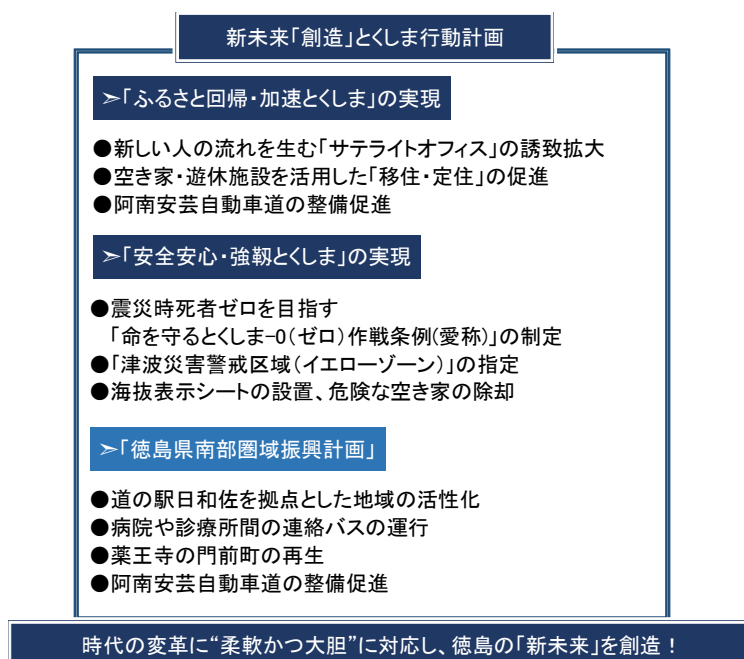 新未来「創造」とくしま行動計画
➣「ふるさと回帰・加速とくしま」の実現
●新しい人の流れを生む「サテライトオフィス」の誘致拡大
●空き家・遊休施設を活用した「移住・定住」の促進
●阿南安芸自動車道の整備促進
➣「安全安心・強靱とくしま」の実現
●震災時死者ゼロを目指す
「命を守るとくしま-0(ゼロ)作戦条例(愛称)」の制定
●「津波災害警戒区域(イエローゾーン)」の指定
●海抜表示シートの設置、危険な空き家の除却
➣「徳島県南部圏域振興計画」
●道の駅日和佐を拠点とした地域の活性化
●病院や診療所間の連絡バスの運行
●薬王寺の門前町の再生
●阿南安芸自動車道の整備促進
時代の変革に“柔軟かつ大胆”に対応し、徳島の「新未来」を創造！